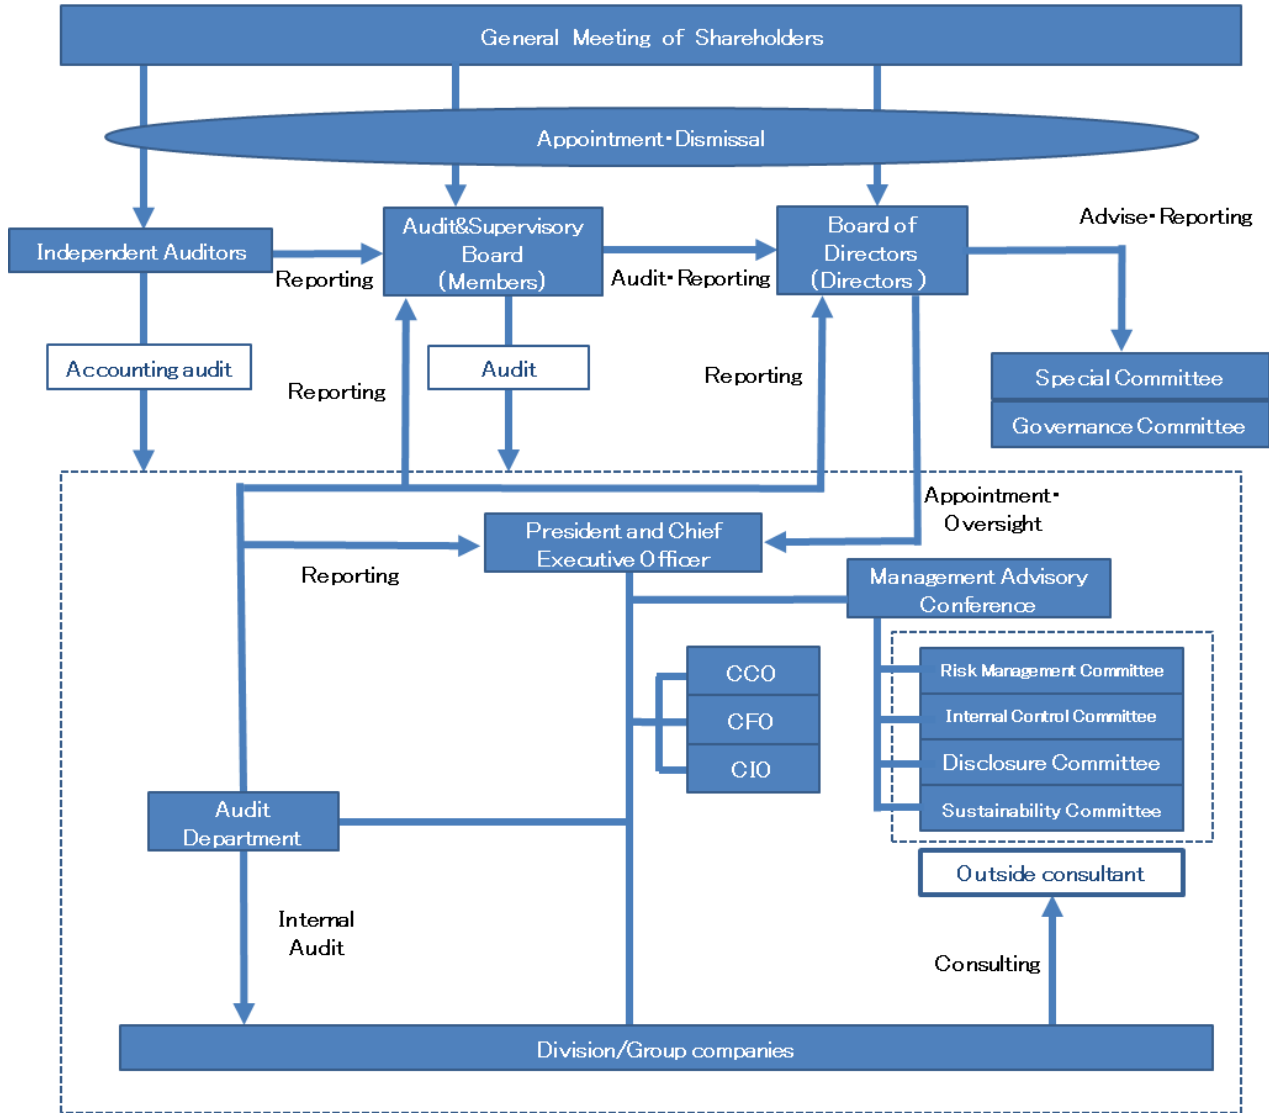 General Meeting of Shareholders
Appointment・Dismissal
Independent Auditors
Reporting
Audit&Supervisory
Board
(Members)
Audit・Reporting
Board of
Directors
(Directors)
Advise・Reporting
Accounting audit
Reporting
Audit
Reporting
Special Committee
Governance Committee
Appointment・
Oversight
President and Chief
Executive Officer
Reporting
Management Advisory
Conference
CCO
CFO
CIO
Risk Management Committee
Internal Control Committee
Disclosure Committee
Sustainability Committee
Audit
Department
Outside consultant
Internal
Audit
Consulting
Division/Group companies